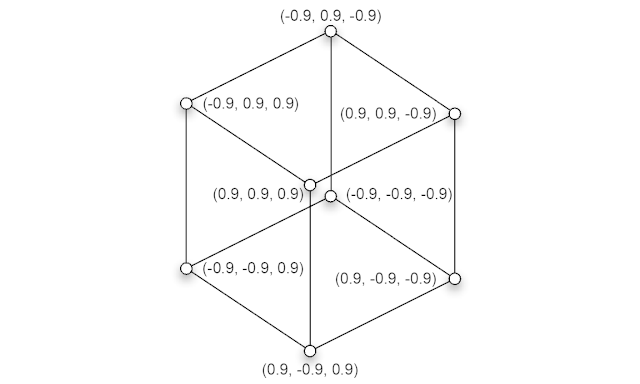 (-0.9, 0.9, -0.9)
(-0.9, 0.9, 0.9)
(0.9, 0.9, -0.9)
(0.9, 0.9, 0.9)
(-0.9, -0.9, -0.9)
(-0.9, -0.9, 0.9)
(0.9, -0.9, -0.9)
(0.9, -0.9, 0.9)